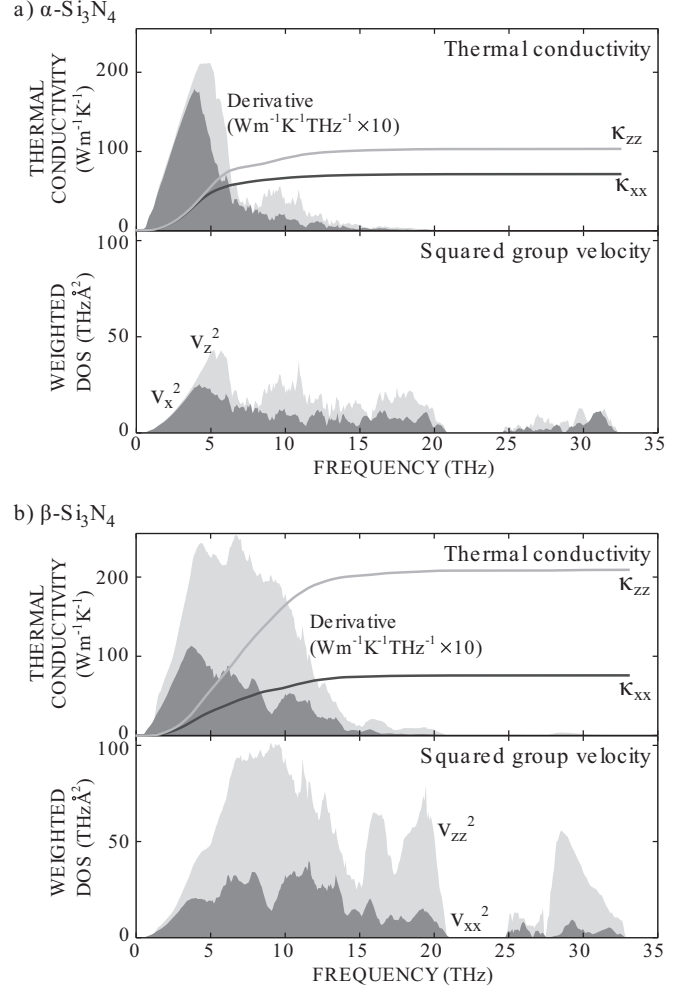 a) α-Si₃N₄
THERMAL
CONDUCTIVITY
(Wm⁻¹K⁻¹)
200
100
0
Thermal conductivity
Derivative
(Wm⁻¹K⁻¹THz⁻¹ ×10)
κzz
κxx
WEIGHTED
DOS (THzÅ²)
100
50
0
Squared group velocity
v_z²
v_x²
0 5 10 15 20 25 30 35
FREQUENCY (THz)
b) β-Si₃N₄
THERMAL
CONDUCTIVITY
(Wm⁻¹K⁻¹)
200
100
0
Thermal conductivity
κzz
Derivative
(Wm⁻¹K⁻¹THz⁻¹ ×10)
κxx
WEIGHTED
DOS (THzÅ²)
100
50
0
Squared group velocity
v_zz²
v_xx²
0 5 10 15 20 25 30 35
FREQUENCY (THz)